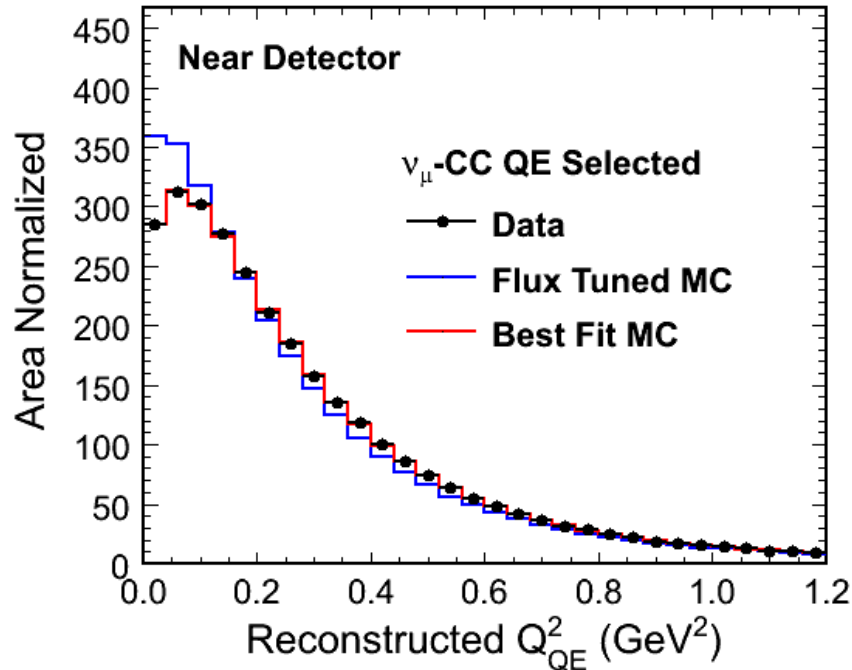 Near Detector
ν_μ-CC QE Selected
Data
Flux Tuned MC
Best Fit MC
Area Normalized
450
400
350
300
250
200
150
100
50
0
0.0 0.2 0.4 0.6 0.8 1.0 1.2
Reconstructed Q²_QE (GeV²)